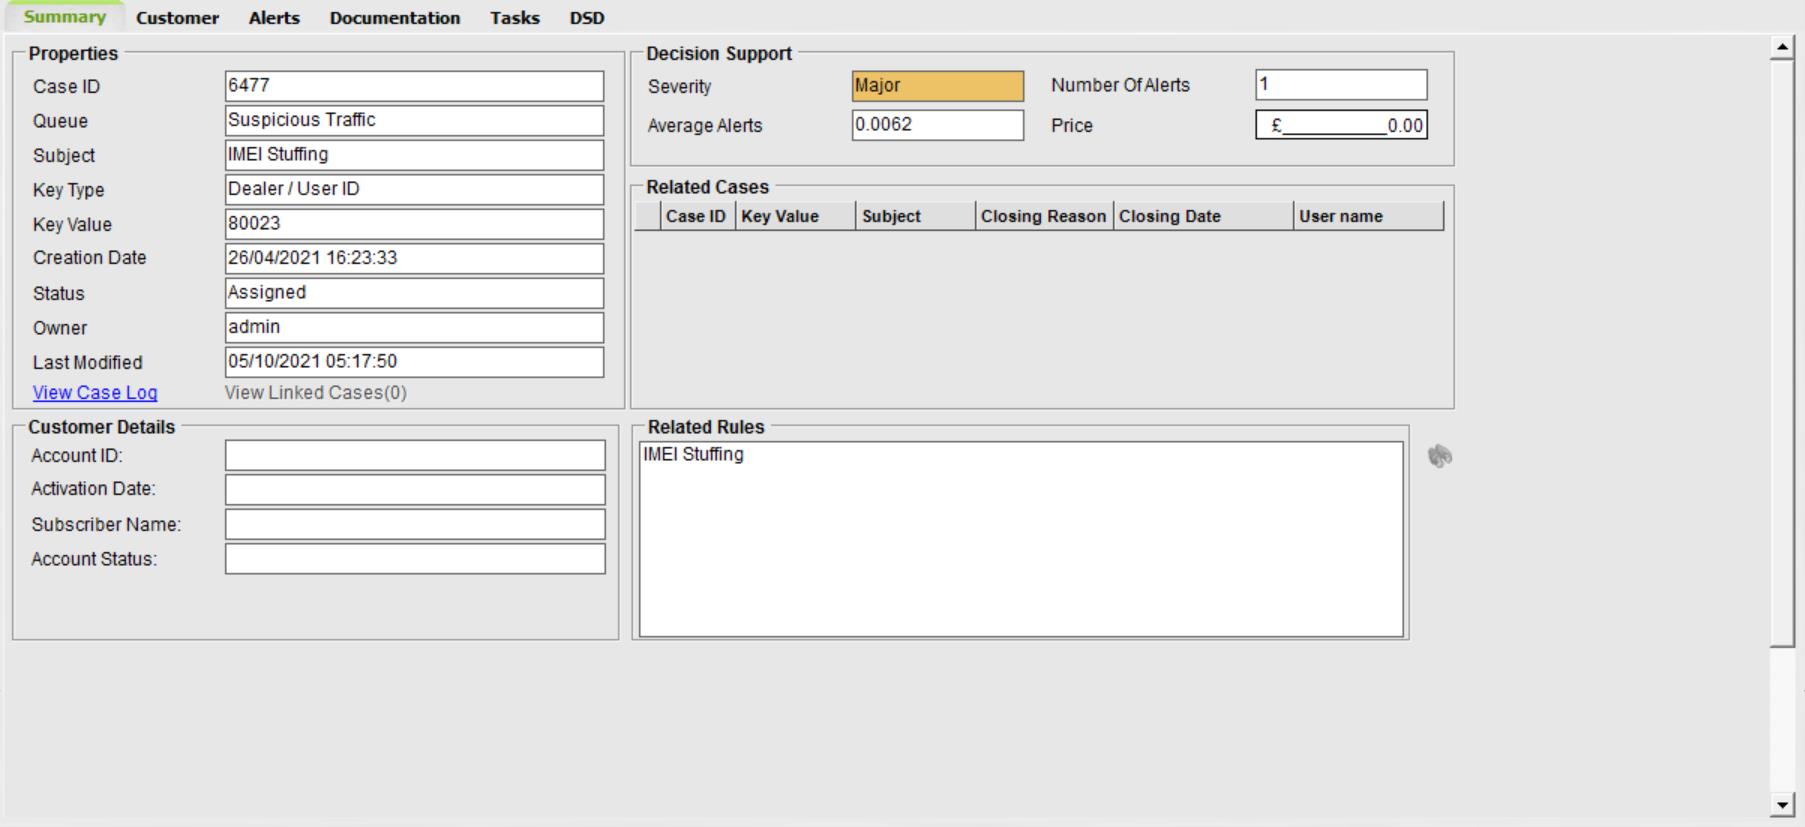 Summary Customer Alerts Documentation Tasks DSD
Properties
Case ID 6477
Queue Suspicious Traffic
Subject IMEI Stuffing
Key Type Dealer / User ID
Key Value 80023
Creation Date 26/04/2021 16:23:33
Status Assigned
Owner admin
Last Modified 05/10/2021 05:17:50
View Case Log View Linked Cases(0)
Decision Support
Severity Major Number Of Alerts 1
Average Alerts 0.0062 Price £ 0.00
Related Cases
Case ID Key Value Subject Closing Reason Closing Date User name
Customer Details
Account ID:
Activation Date:
Subscriber Name:
Account Status:
Related Rules
IMEI Stuffing